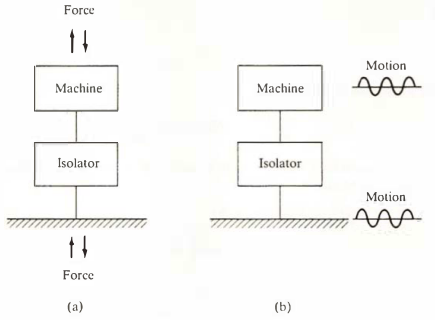 Force
Machine
Isolator
Force
(a)
Motion
Machine
Isolator
Motion
(b)